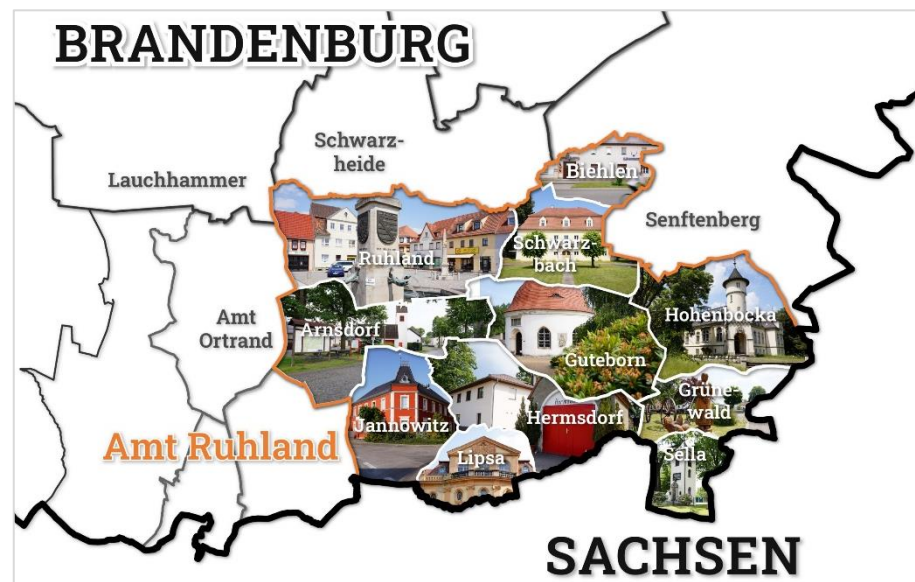 BRANDENBURG
Schwarz-
heide
Lauchhammer
Biehlen
Senftenberg
Ruhland
Schwarz-
bach
Amt
Ortrand
Arnsdorf
Hohenbocka
Guteborn
Grüne-
wald
Jannowitz
Hermsdorf
Amt Ruhland
Lipsa
Sella
SACHSEN